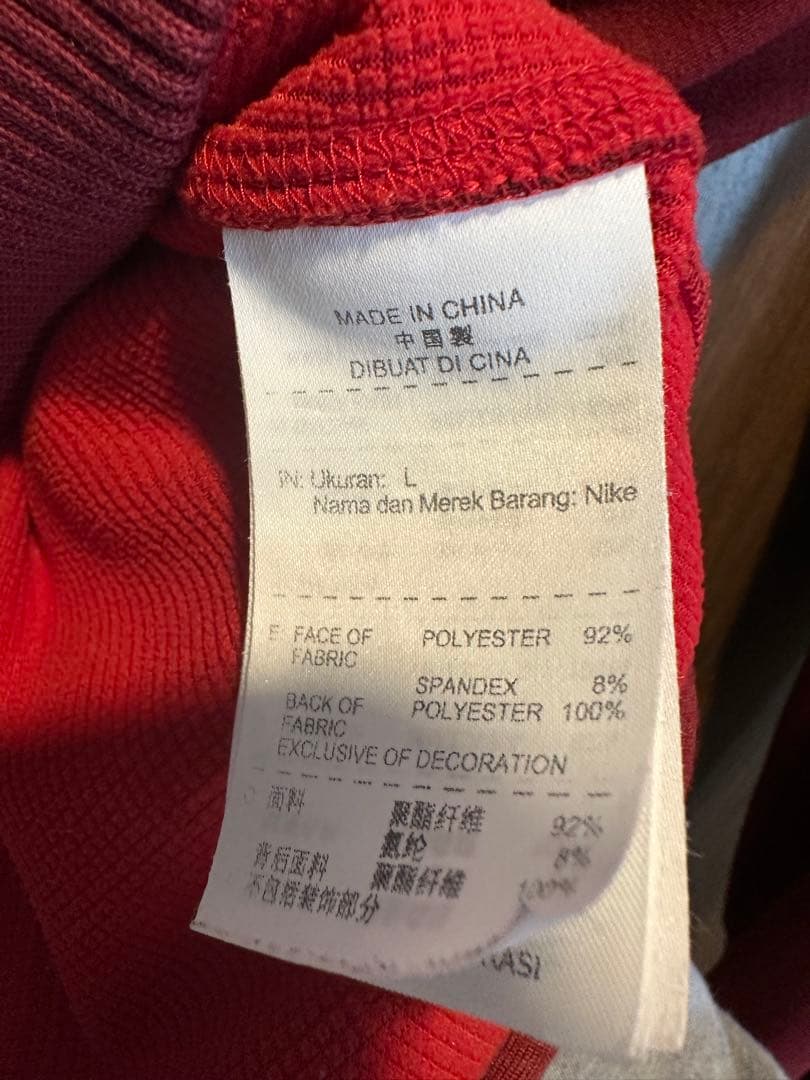 MADE IN CHINA
中国製
DIBUAT DI CINA
IN: Ukuran: L
Nama dan Merek Barang: Nike
E: FACE OF FABRIC POLYESTER 92%
SPANDEX 8%
BACK OF FABRIC POLYESTER 100%
EXCLUSIVE OF DECORATION
C 面料 聚酯纤维 92%
氨纶 8%
背后面料 聚酯纤维 100%
不包括装饰部分